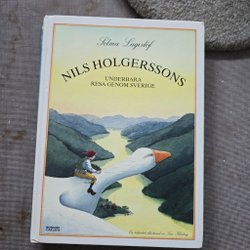 Selma Lagerlöf
NILS HOLGERSSONS
UNDERBARA
RESA GENOM SVERIGE